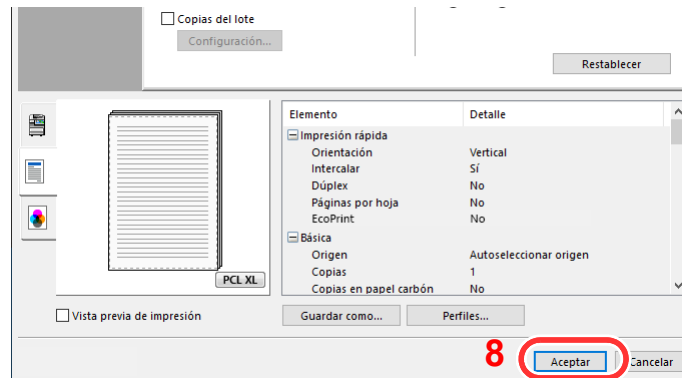 Copias del lote
Configuración...
Restablecer
Elemento Detalle
Impresión rápida
Orientación Vertical
Intercalar Sí
Dúplex No
Páginas por hoja No
EcoPrint No
Básica
Origen Autoseleccionar origen
Copias 1
Copias en papel carbón No
PCL XL
Vista previa de impresión Guardar como... Perfiles...
8 Aceptar Cancelar